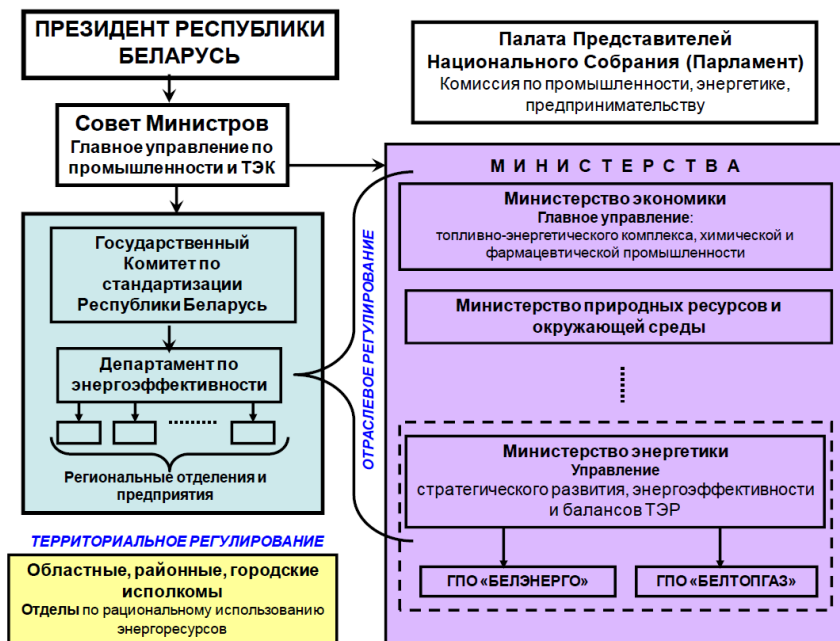 ПРЕЗИДЕНТ РЕСПУБЛИКИ
БЕЛАРУСЬ
Палата Представителей
Национального Собрания (Парламент)
Комиссия по промышленности, энергетике,
предпринимательству
Совет Министров
Главное управление по
промышленности и ТЭК
МИНИСТЕРСТВА
Министерство экономики
Главное управление:
топливно-энергетического комплекса, химической и
фармацевтической промышленности
Министерство природных ресурсов и
окружающей среды
Министерство энергетики
Управление
стратегического развития, энергоэффективности
и балансов ТЭР
ГПО «БЕЛЭНЕРГО»
ГПО «БЕЛТОПГАЗ»
ОТРАСЛЕВОЕ РЕГУЛИРОВАНИЕ
Государственный
Комитет по
стандартизации
Республики Беларусь
Департамент по
энергоэффективности
Региональные отделения и
предприятия
ТЕРРИТОРИАЛЬНОЕ РЕГУЛИРОВАНИЕ
Областные, районные, городские
исполкомы
Отделы по рациональному использованию
энергоресурсов